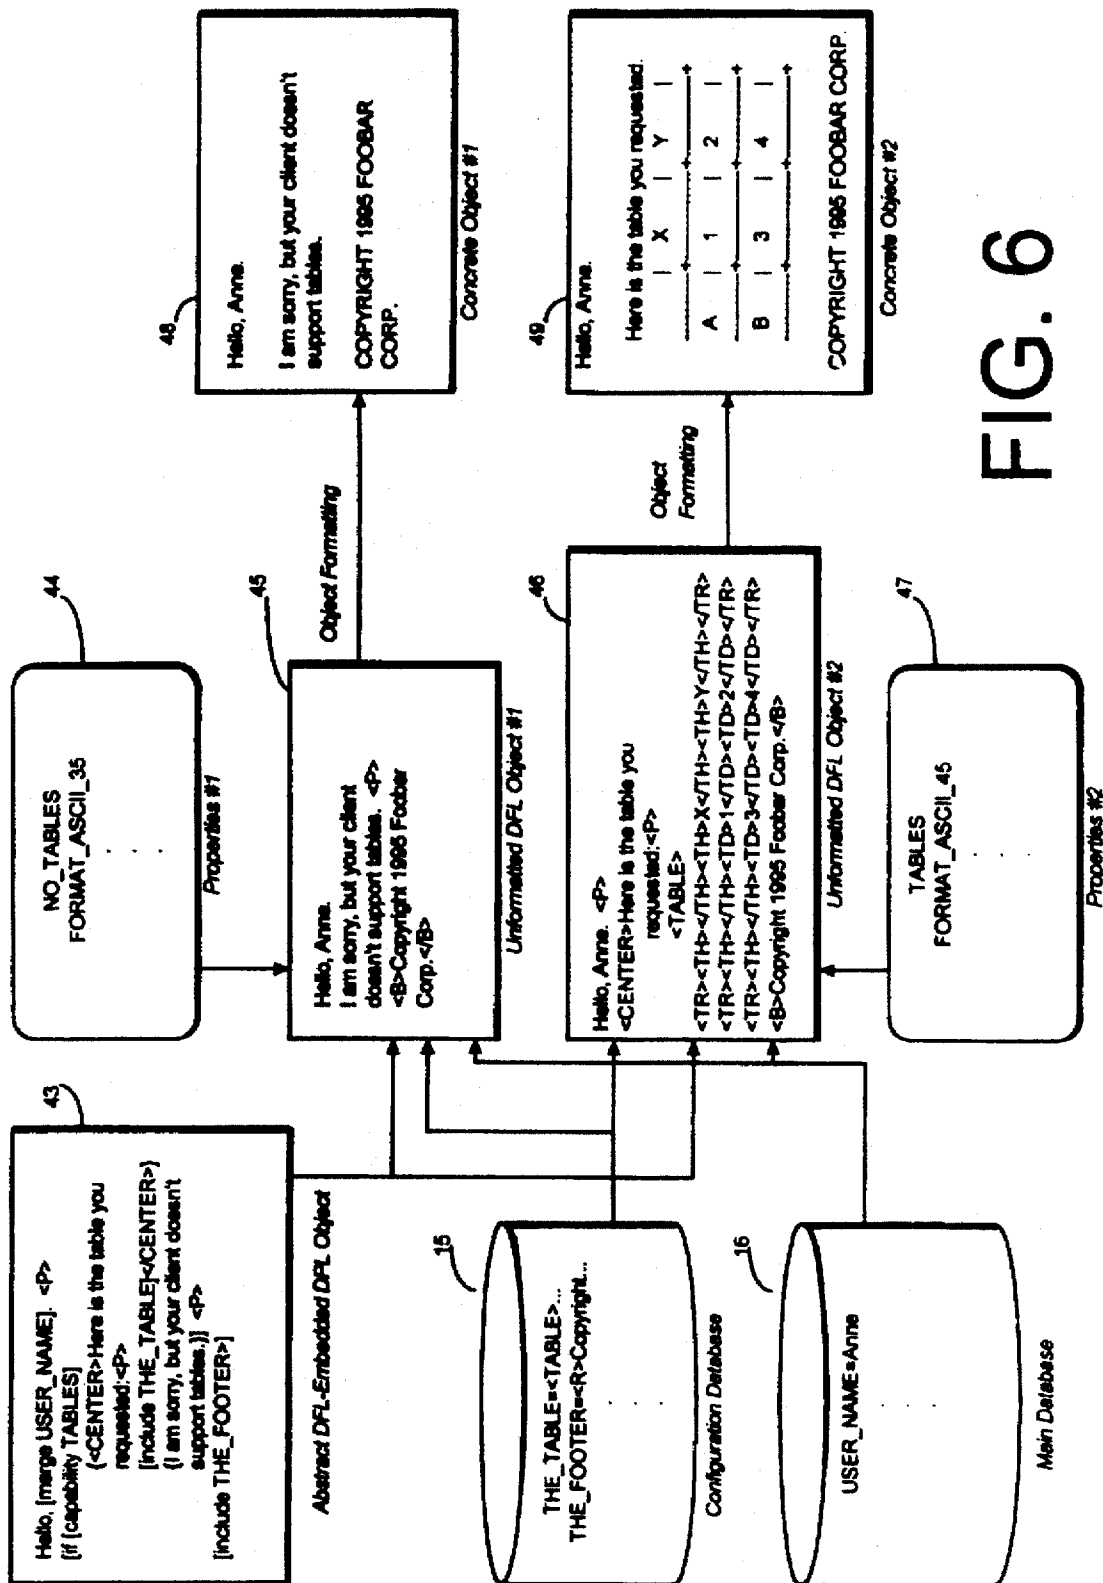 43
Hello, [merge USER_NAME]. <P>
[if [capability TABLES]
{<CENTER>Here is the table you
requested:<P>
[include THE_TABLE]</CENTER>}
{I am sorry, but your client doesn't
support tables.}] <P>
[include THE_FOOTER>]
Abstract DFL-Embedded DPL Object
15
THE_TABLE=<TABLE>...
THE_FOOTER=<R>Copyright...
Configuration Database
16
USER_NAME=Anne
Main Database
44
NO_TABLES
FORMAT_ASCII_35
Properties #1
45
Hello, Anne.
I am sorry, but your client
doesn't support tables. <P>
<B>Copyright 1995 Foober
Corp.</B>
Unformatted DFL Object #1
46
Hello, Anne. <P>
<CENTER>Here is the table you
requested:<P>
<TABLE>
<TR><TH></TH><TH>X</TH><TH>Y</TH></TR>
<TR><TH></TH><TD>1</TD><TD>2</TD></TR>
<TR><TH></TH><TD>3</TD><TD>4</TD></TR>
<B>Copyright 1995 Foober Corp.</B>
Unformatted DFL Object #2
47
TABLES
FORMAT_ASCII_45
Properties #2
Object Formatting
Object
Formatting
48
Hello, Anne.
I am sorry, but your client doesn't
support tables.
COPYRIGHT 1995 FOOBAR
CORP.
Concrete Object #1
49
Hello, Anne.
Here is the table you requested.
| X | Y |
A | 1 | 2 |
B | 3 | 4 |
COPYRIGHT 1995 FOOBAR CORP.
Concrete Object #2
FIG. 6